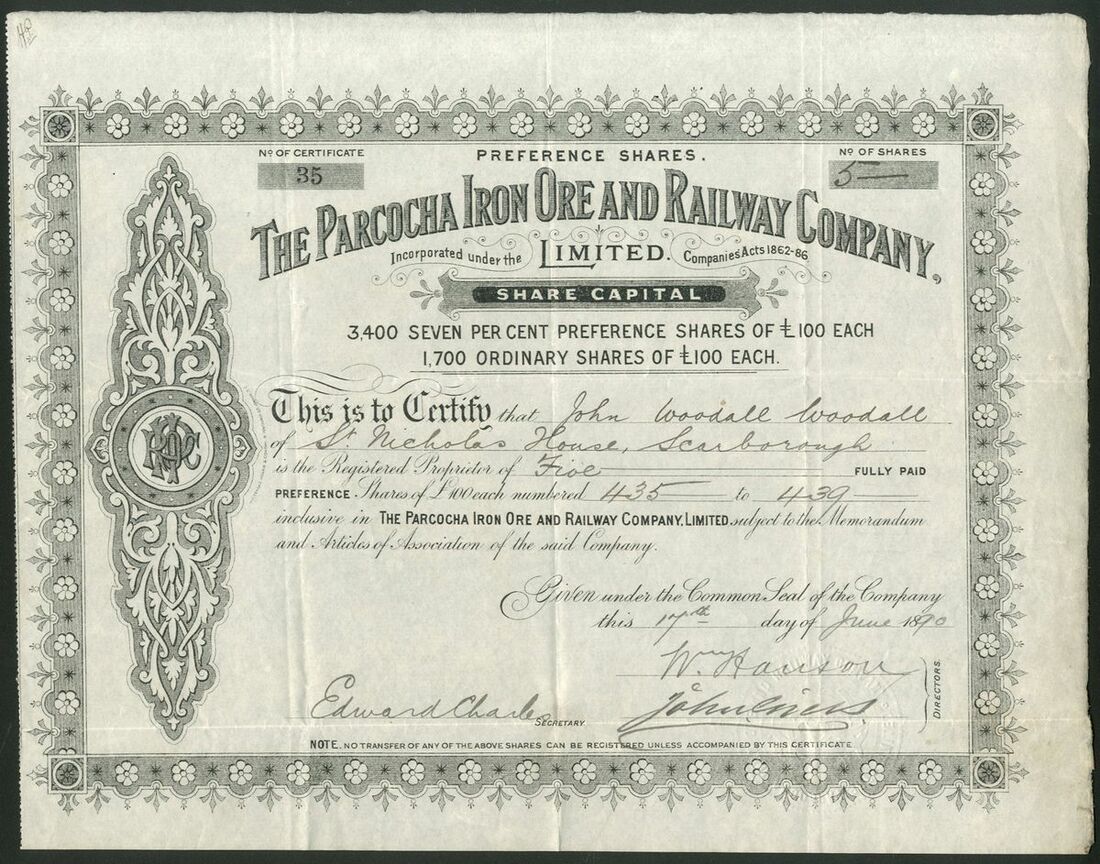 Nº OF CERTIFICATE
35
PREFERENCE SHARES.
Nº OF SHARES
5
THE PARCOCHA IRON ORE AND RAILWAY COMPANY,
Incorporated under the LIMITED. Companies Acts 1862-86
SHARE CAPITAL
3,400 SEVEN PER CENT PREFERENCE SHARES OF £100 EACH
1,700 ORDINARY SHARES OF £100 EACH.
This is to Certify that John Woodall Woodall
of St Nicholas House, Scarborough
is the Registered Proprietor of Five FULLY PAID
PREFERENCE Shares of £100 each numbered 435 to 439
inclusive in THE PARCOCHA IRON ORE AND RAILWAY COMPANY, LIMITED. subject to the Memorandum
and Articles of Association of the said Company.
Given under the Common Seal of the Company
this 17th day of June 1890
Edward Charles
SECRETARY.
DIRECTORS.
NOTE. NO TRANSFER OF ANY OF THE ABOVE SHARES CAN BE REGISTERED UNLESS ACCOMPANIED BY THIS CERTIFICATE